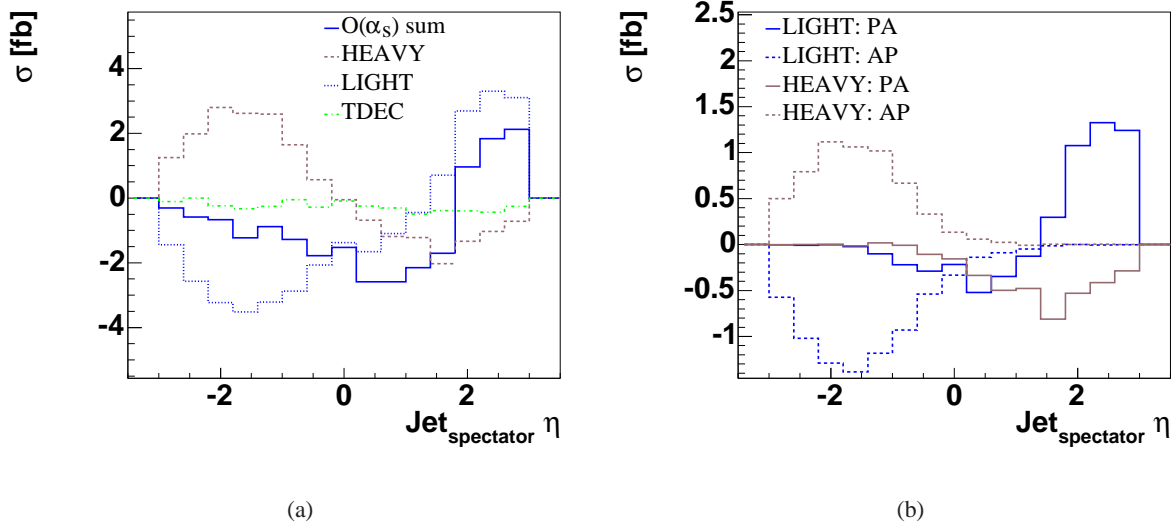 σ [fb]
O(αs) sum
HEAVY
LIGHT
TDEC
4
2
0
-2
-4
-2 0 2
Jetspectator η
(a)
σ [fb]
LIGHT: PA
LIGHT: AP
HEAVY: PA
HEAVY: AP
2.5
2
1.5
1
0.5
0
-0.5
-1
-2 0 2
Jetspectator η
(b)